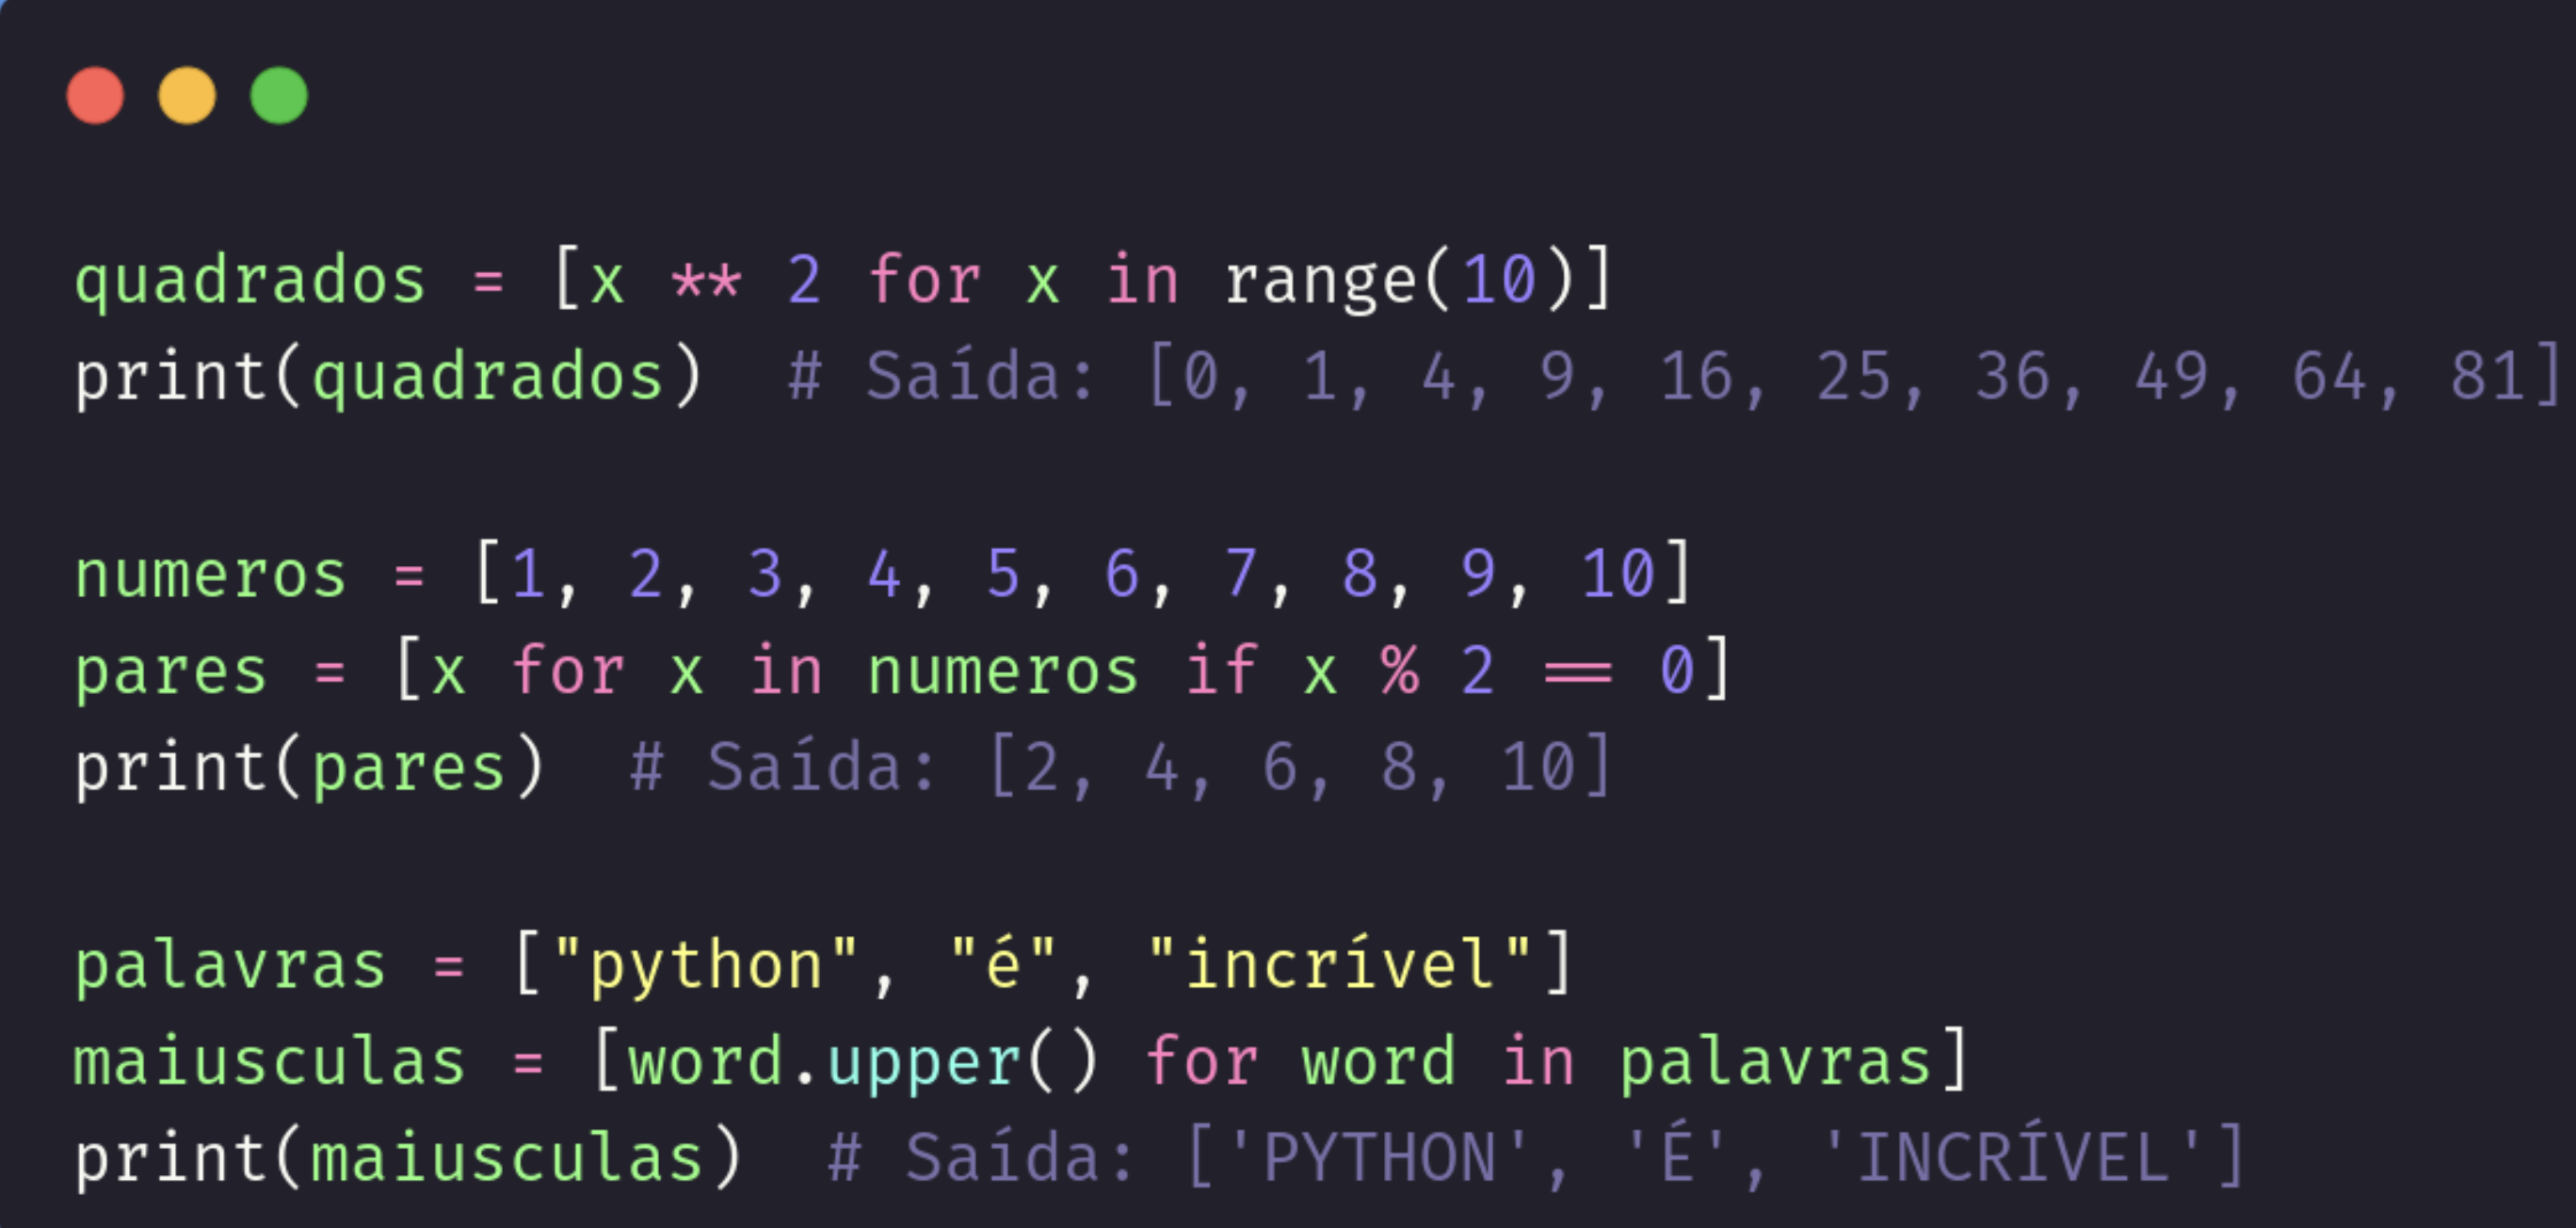 quadrados = [x ** 2 for x in range(10)]
print(quadrados)  # Saída: [0, 1, 4, 9, 16, 25, 36, 49, 64, 81]
numeros = [1, 2, 3, 4, 5, 6, 7, 8, 9, 10]
pares = [x for x in numeros if x % 2 == 0]
print(pares)  # Saída: [2, 4, 6, 8, 10]
palavras = ["python", "é", "incrível"]
maiusculas = [word.upper() for word in palavras]
print(maiusculas)  # Saída: ['PYTHON', 'É', 'INCRÍVEL']